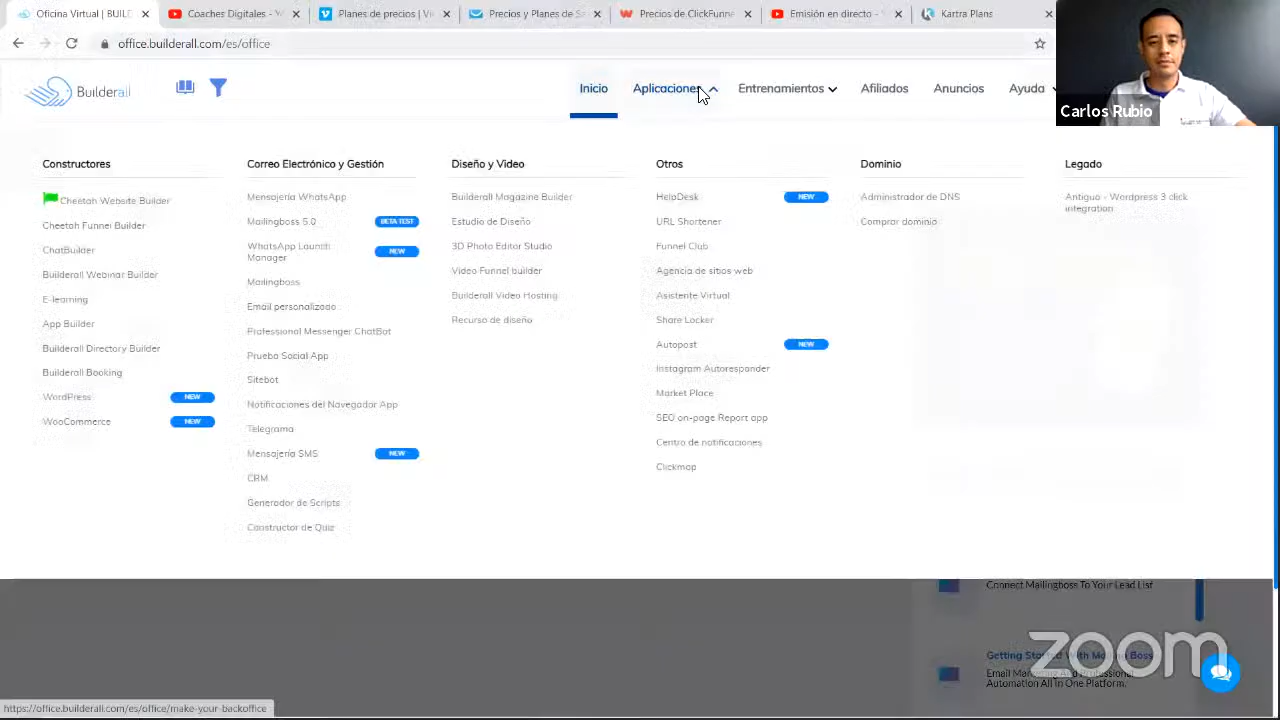 Oficina Virtual | BUILD
Coaches Digitales - W
Planes de precios | Vi
Precios y Planes de Se
Precios de ClickFunne
Emisión en directo - Y
Kartra Plans
office.builderall.com/es/office
Builderall
Inicio
Aplicaciones
Entrenamientos
Afiliados
Anuncios
Ayuda
Carlos Rubio
Constructores
Cheetah Website Builder
Cheetah Funnel Builder
ChatBuilder
Builderall Webinar Builder
E-learning
App Builder
Builderall Directory Builder
Builderall Booking
WordPress NEW
WooCommerce NEW
Correo Electrónico y Gestión
Mensajería WhatsApp
Mailingboss 5.0 BETA TEST
WhatsApp Launch NEW
Manager
Mailingboss
Email personalizado
Professional Messenger ChatBot
Prueba Social App
Sitebot
Notificaciones del Navegador App
Telegrama
Mensajería SMS NEW
CRM
Generador de Scripts
Constructor de Quiz
Diseño y Video
Builderall Magazine Builder
Estudio de Diseño
3D Photo Editor Studio
Video Funnel builder
Builderall Video Hosting
Recurso de diseño
Otros
HelpDesk NEW
URL Shortener
Funnel Club
Agencia de sitios web
Asistente Virtual
Share Locker
Autopost NEW
Instagram Autoresponder
Market Place
SEO on-page Report app
Centro de notificaciones
Clickmap
Dominio
Administrador de DNS
Comprar dominio
Legado
Antiguo - Wordpress 3 click
integration
Connect Mailingboss To Your Lead List
Getting Started With Mailing Boss
Email Marketing And Professional
Automation All In One Platform.
zoom
https://office.builderall.com/es/office/make-your-backoffice